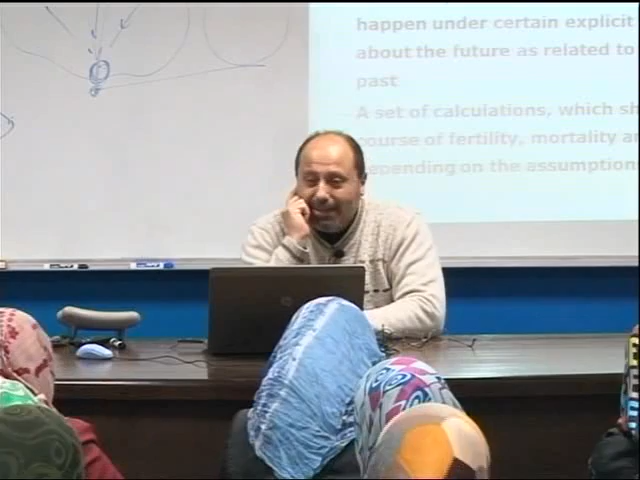 happen under certain explicit
about the future as related to
past
A set of calculations, which
course of fertility, mortality
depending on the assumption